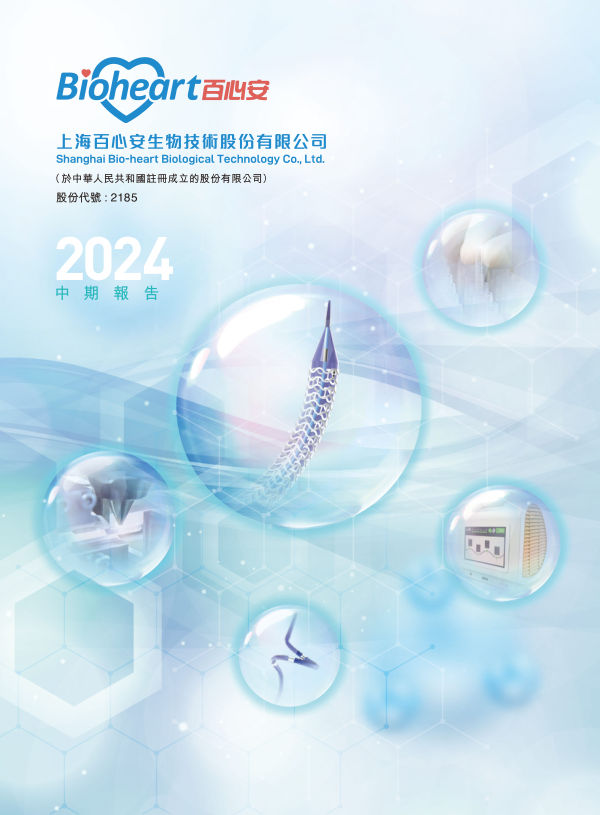 Bioheart百心安
上海百心安生物技術股份有限公司
Shanghai Bio-heart Biological Technology Co., Ltd.
（於中華人民共和國註冊成立的股份有限公司）
股份代號 : 2185
2024
中期報告